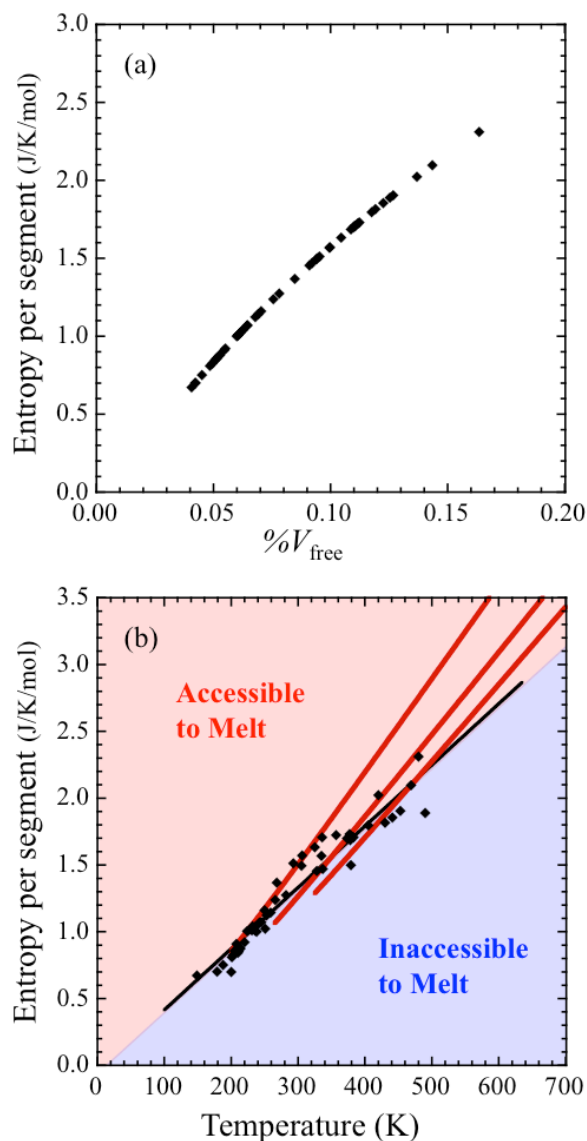 3.0
(a)
2.5
2.0
1.5
1.0
0.5
0.0
Entropy per segment (J/K/mol)
0.00 0.05 0.10 0.15 0.20
%Vfree
3.5
(b)
3.0
Accessible
to Melt
2.5
2.0
1.5
1.0
Inaccessible
to Melt
0.5
0.0
Entropy per segment (J/K/mol)
0 100 200 300 400 500 600 700
Temperature (K)